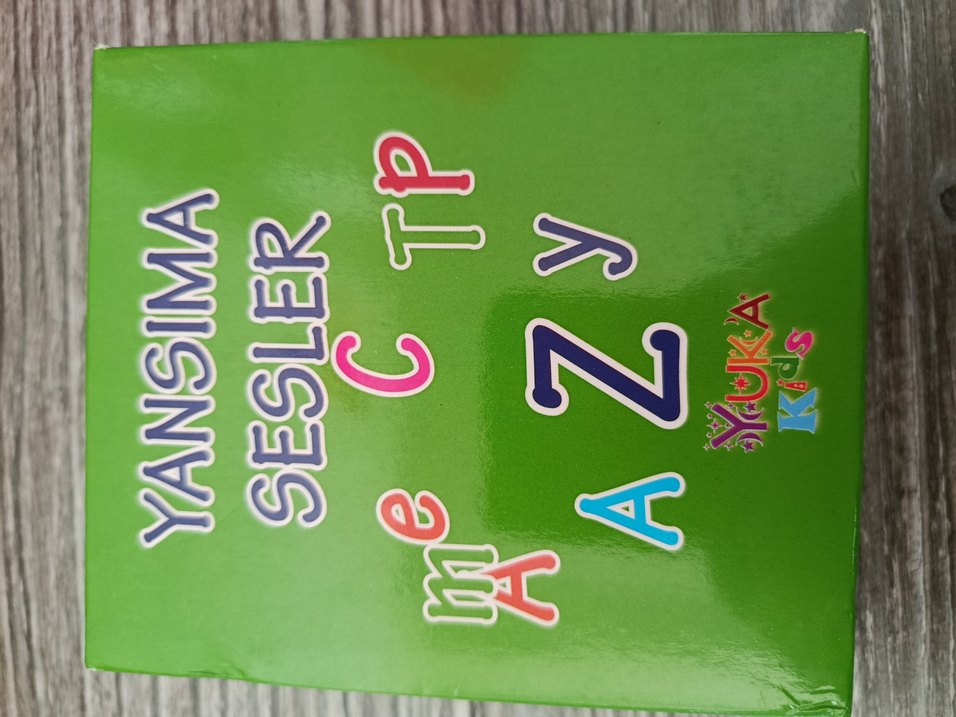 YANSIMA
SESLER
m e C T p
A
A Z y
YUKA
Kids